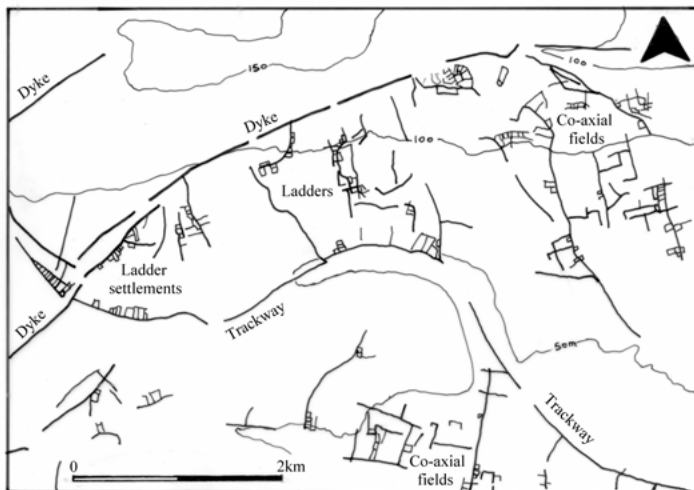 150
100
Dyke
Dyke
100
Co-axial
fields
Ladders
Ladder
settlements
Dyke
Trackway
50m
Trackway
0
2km
Co-axial
fields